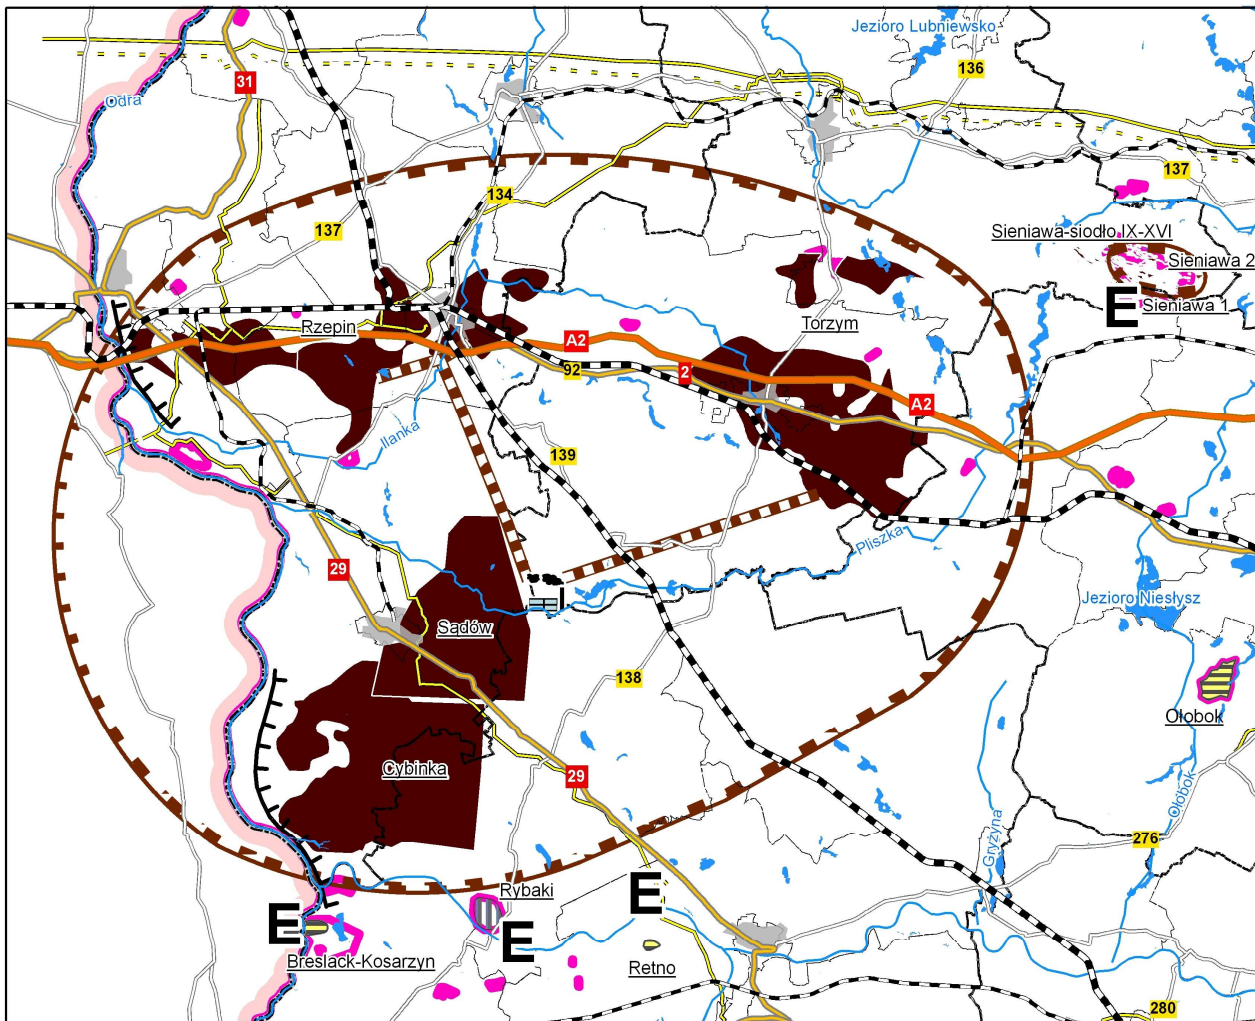 Jezioro Lubniewsko
136
31
Odra
137
134
137
Sieniawa-siodło IX-XVI
Sieniawa 2
E
Sieniawa 1
Rzepin
Torzym
A2
92
2
A2
Ilanka
139
Pliszka
29
Jezioro Niesłysz
Sądów
138
Ołobok
Cybinka
29
Ołobok
Gryżyna
276
E
Rybaki
E
E
Breslack-Kosarzyn
Retno
280